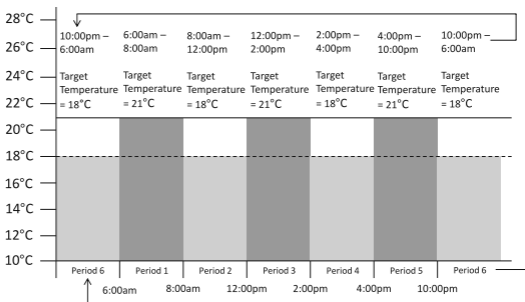 28°C
26°C
24°C
22°C
20°C
18°C
16°C
14°C
12°C
10°C
10:00pm –
6:00am
6:00am –
8:00am
8:00am –
12:00pm
12:00pm –
2:00pm
2:00pm –
4:00pm
4:00pm –
10:00pm
10:00pm –
6:00am
Target
Temperature
= 18°C
Target
Temperature
= 21°C
Target
Temperature
= 18°C
Target
Temperature
= 21°C
Target
Temperature
= 18°C
Target
Temperature
= 21°C
Target
Temperature
= 18°C
Period 6
Period 1
Period 2
Period 3
Period 4
Period 5
Period 6
6:00am
8:00am
12:00pm
2:00pm
4:00pm
10:00pm